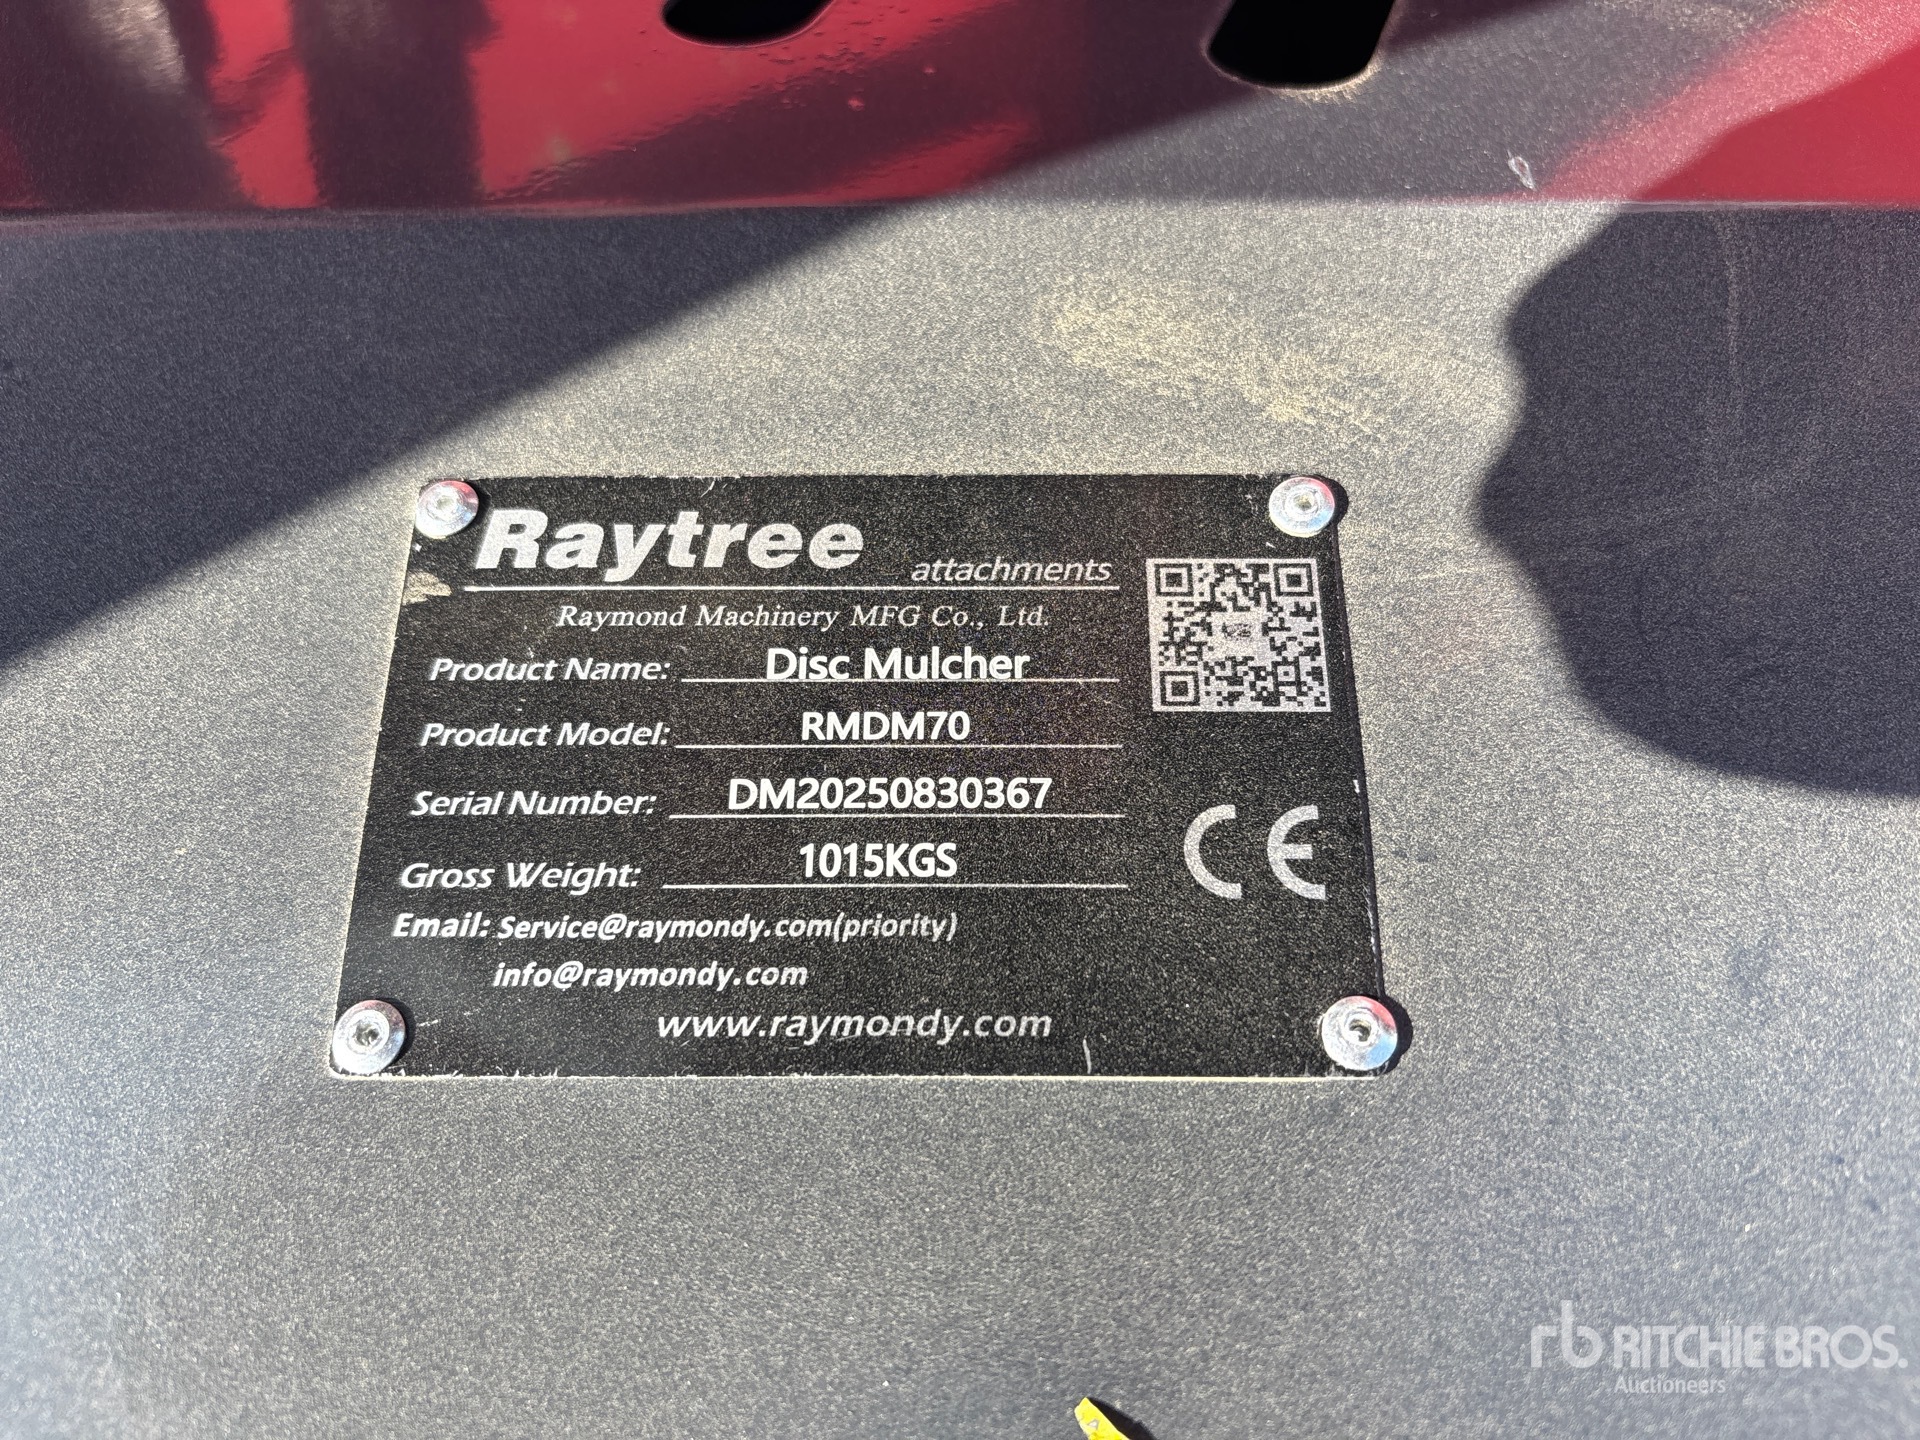 Raytree attachments
Raymond Machinery MFG Co., Ltd.
Product Name: Disc Mulcher
Product Model: RMDM70
Serial Number: DM20250830367
Gross Weight: 1015KGS
CE
Email: Service@raymondy.com(priority)
info@raymondy.com
www.raymondy.com
rb RITCHIE BROS.
Auctioneers